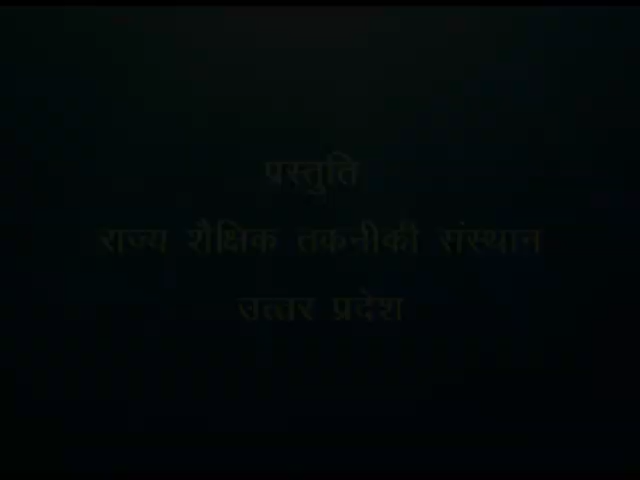 प्रस्तुति
राज्य शैक्षिक तकनीकी संस्थान
उत्तर प्रदेश